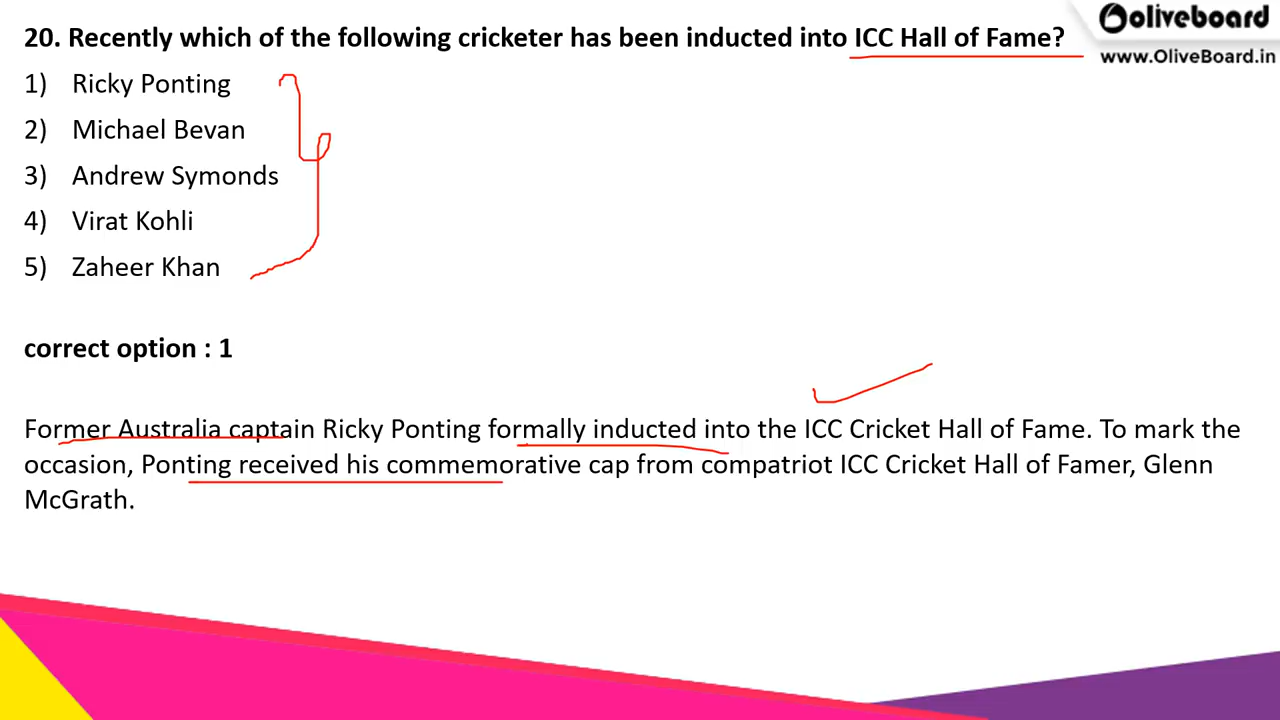 oliveboard
www.OliveBoard.in
20. Recently which of the following cricketer has been inducted into ICC Hall of Fame?
1) Ricky Ponting
2) Michael Bevan
3) Andrew Symonds
4) Virat Kohli
5) Zaheer Khan
correct option : 1
Former Australia captain Ricky Ponting formally inducted into the ICC Cricket Hall of Fame. To mark the
occasion, Ponting received his commemorative cap from compatriot ICC Cricket Hall of Famer, Glenn
McGrath.